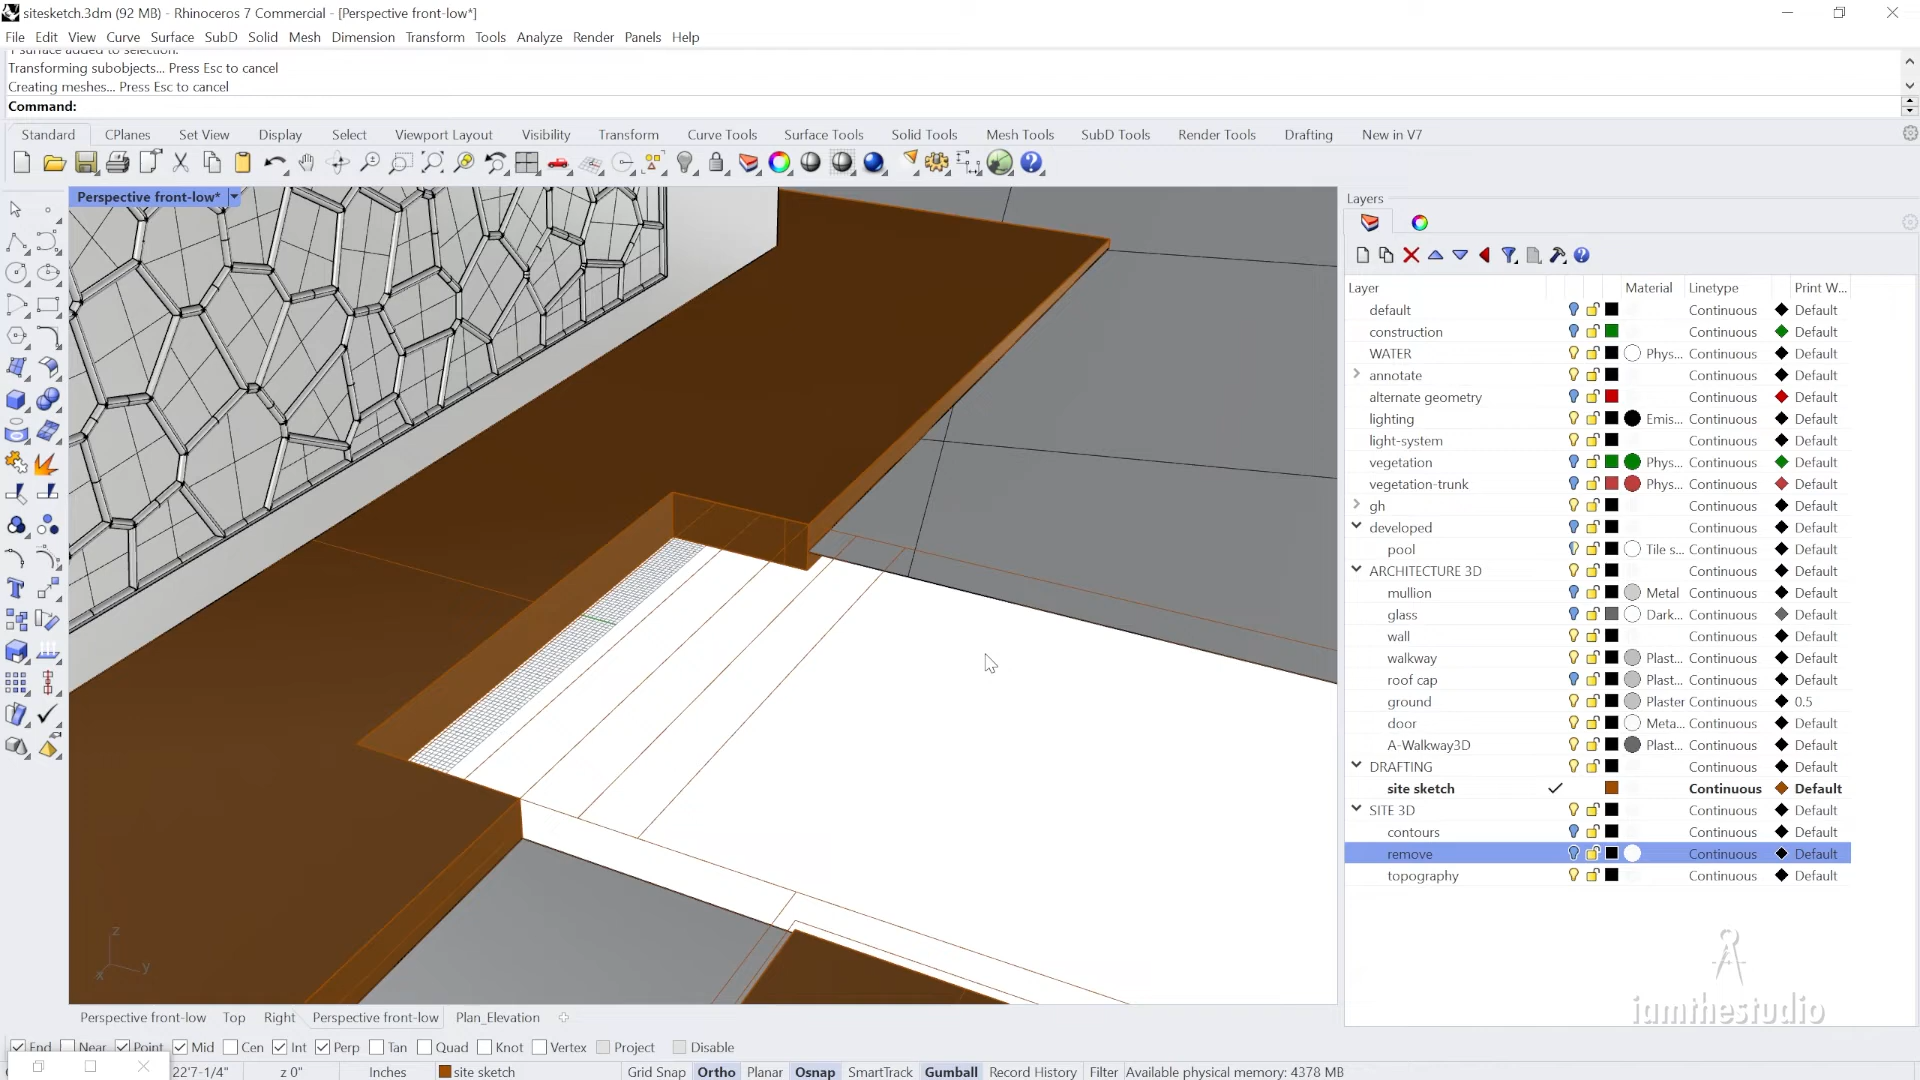 sitesketch.3dm (92 MB) - Rhinoceros 7 Commercial - [Perspective front-low*]
File Edit View Curve Surface SubD Solid Mesh Dimension Transform Tools Analyze Render Panels Help
1 surface added to selection.
Transforming subobjects... Press Esc to cancel
Creating meshes... Press Esc to cancel
Command:
Standard CPlanes Set View Display Select Viewport Layout Visibility Transform Curve Tools Surface Tools Solid Tools Mesh Tools SubD Tools Render Tools Drafting New in V7
Perspective front-low*
Layers
Layer Material Linetype Print W...
default Continuous Default
construction Continuous Default
WATER Phys... Continuous Default
annotate Continuous Default
alternate geometry Continuous Default
lighting Emis... Continuous Default
light-system Continuous Default
vegetation Phys... Continuous Default
vegetation-trunk Phys... Continuous Default
gh Continuous Default
developed Continuous Default
pool Tile s... Continuous Default
ARCHITECTURE 3D Continuous Default
mullion Metal Continuous Default
glass Dark... Continuous Default
wall Continuous Default
walkway Plast... Continuous Default
roof cap Plast... Continuous Default
ground Plaster Continuous 0.5
door Meta... Continuous Default
A-Walkway3D Plast... Continuous Default
DRAFTING Continuous Default
site sketch Continuous Default
SITE 3D Continuous Default
contours Continuous Default
remove Continuous Default
topography Continuous Default
z
x y
iamthestudio
Perspective front-low Top Right Perspective front-low Plan_Elevation
End Near Point Mid Cen Int Perp Tan Quad Knot Vertex Project Disable
22'7-1/4" z 0" Inches site sketch Grid Snap Ortho Planar Osnap SmartTrack Gumball Record History Filter Available physical memory: 4378 MB